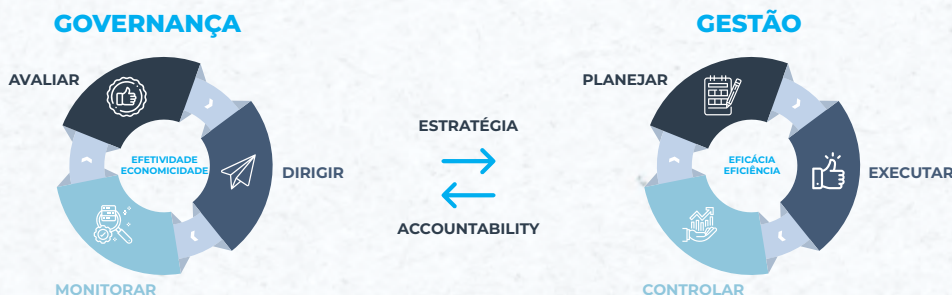 GOVERNANÇA
AVALIAR
EFETIVIDADE
ECONOMICIDADE
DIRIGIR
MONITORAR
ESTRATÉGIA
ACCOUNTABILITY
GESTÃO
PLANEJAR
EFICÁCIA
EFICIÊNCIA
EXECUTAR
CONTROLAR